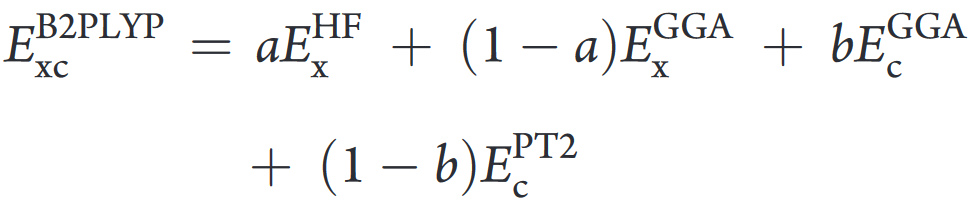 E_xc^B2PLYP = aE_x^HF + (1 − a)E_x^GGA + bE_c^GGA
+ (1 − b)E_c^PT2